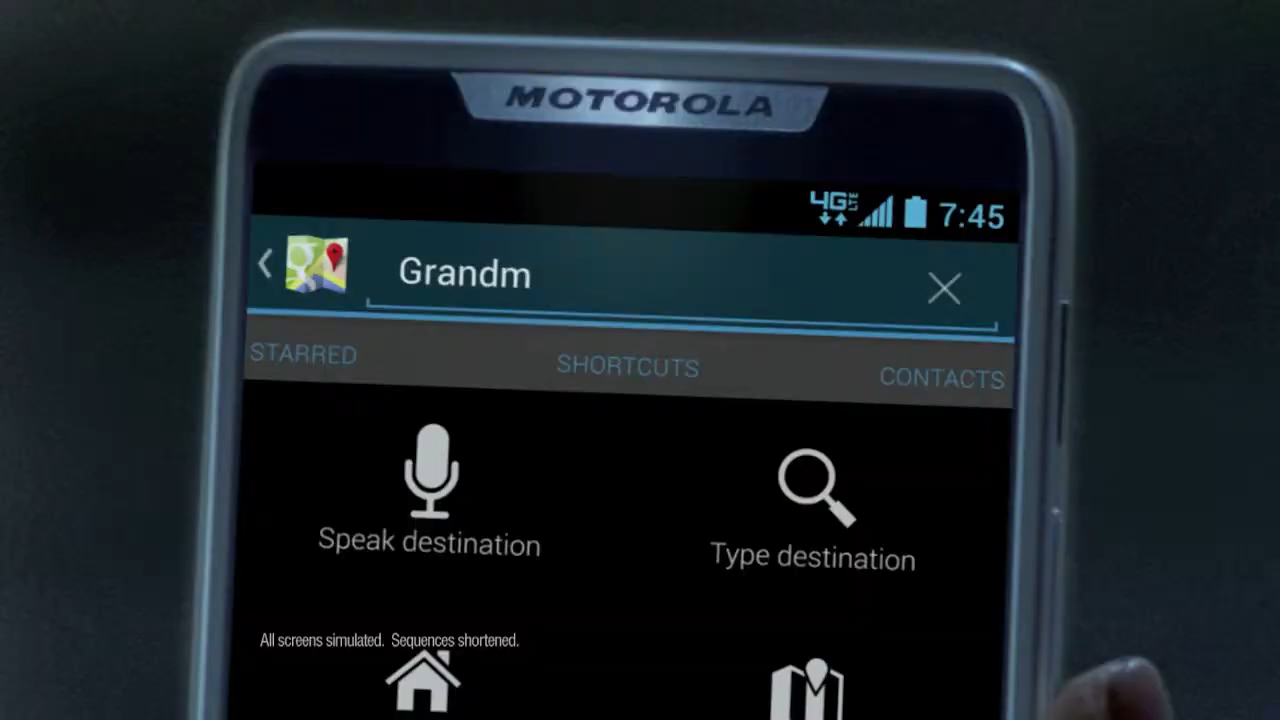 MOTOROLA
4G LTE 7:45
Grandm
STARRED SHORTCUTS CONTACTS
Speak destination Type destination
All screens simulated. Sequences shortened.